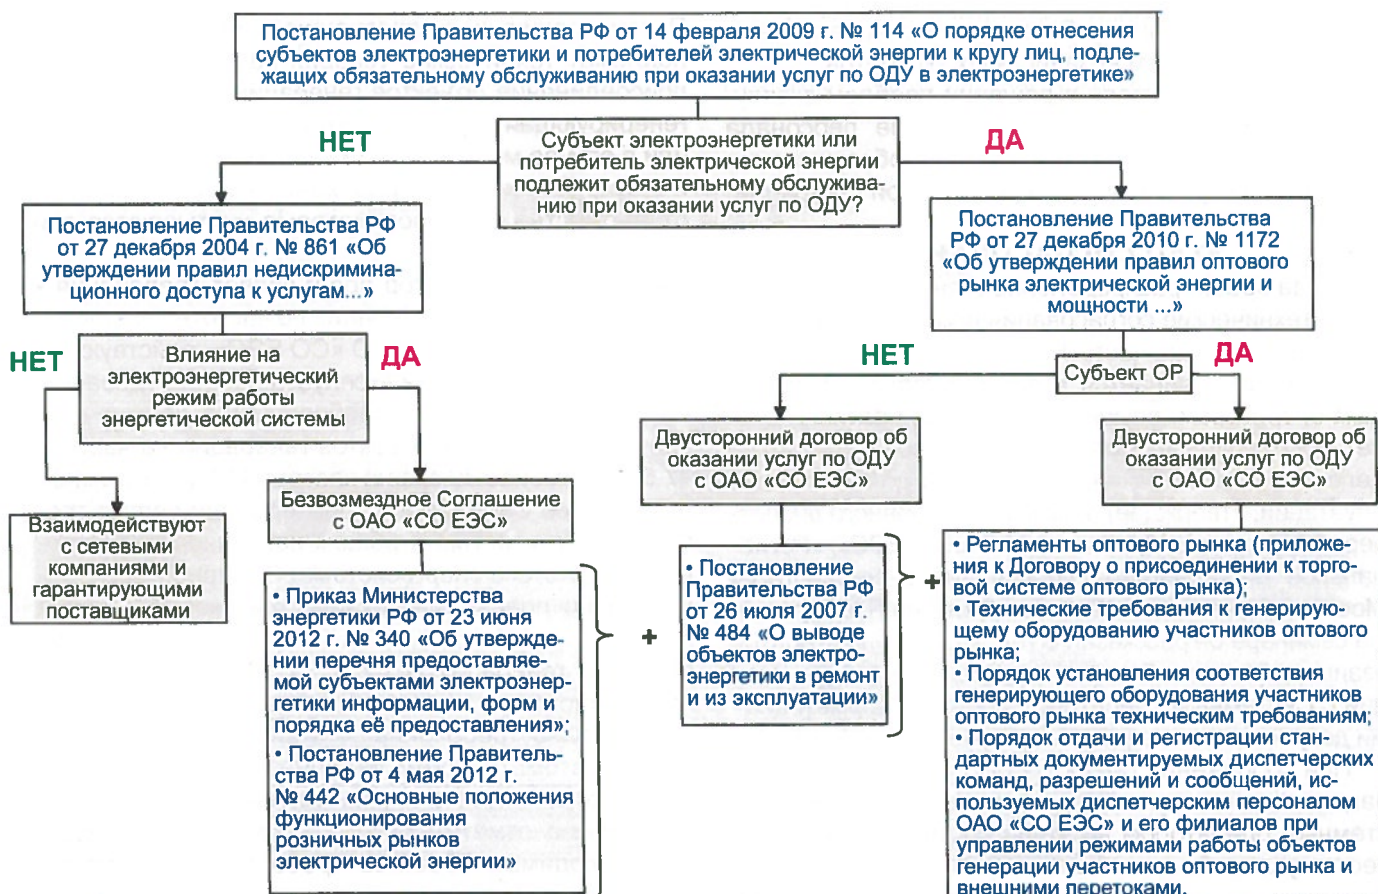 Постановление Правительства РФ от 14 февраля 2009 г. № 114 «О порядке отнесения
субъектов электроэнергетики и потребителей электрической энергии к кругу лиц, подле-
жащих обязательному обслуживанию при оказании услуг по ОДУ в электроэнергетике»
НЕТ
ДА
Субъект электроэнергетики или
потребитель электрической энергии
подлежит обязательному обслужива-
нию при оказании услуг по ОДУ?
Постановление Правительства РФ
от 27 декабря 2004 г. № 861 «Об
утверждении правил недискримина-
ционного доступа к услугам...»
Постановление Правительства
РФ от 27 декабря 2010 г. № 1172
«Об утверждении правил оптового
рынка электрической энергии и
мощности ...»
НЕТ
Влияние на
электроэнергетический
режим работы
энергетической системы
ДА
НЕТ
ДА
Субъект ОР
Двусторонний договор об
оказании услуг по ОДУ
с ОАО «СО ЕЭС»
Двусторонний договор об
оказании услуг по ОДУ
с ОАО «СО ЕЭС»
Безвозмездное Соглашение
с ОАО «СО ЕЭС»
Взаимодействуют
с сетевыми
компаниями и
гарантирующими
поставщиками
• Приказ Министерства
энергетики РФ от 23 июня
2012 г. № 340 «Об утвержде-
нии перечня предоставляе-
мой субъектами электроэнер-
гетики информации, форм и
порядка её предоставления»;
• Постановление Правитель-
ства РФ от 4 мая 2012 г.
№ 442 «Основные положения
функционирования
розничных рынков
электрической энергии»
+
• Постановление
Правительства РФ
от 26 июля 2007 г.
№ 484 «О выводе
объектов электро-
энергетики в ремонт
и из эксплуатации»
+
• Регламенты оптового рынка (приложе-
ния к Договору о присоединении к торго-
вой системе оптового рынка);
• Технические требования к генерирую-
щему оборудованию участников оптового
рынка;
• Порядок установления соответствия
генерирующего оборудования участников
оптового рынка техническим требованиям;
• Порядок отдачи и регистрации стан-
дартных документируемых диспетчерских
команд, разрешений и сообщений, ис-
пользуемых диспетчерским персоналом
ОАО «СО ЕЭС» и его филиалов при
управлении режимами работы объектов
генерации участников оптового рынка и
внешними перетоками.